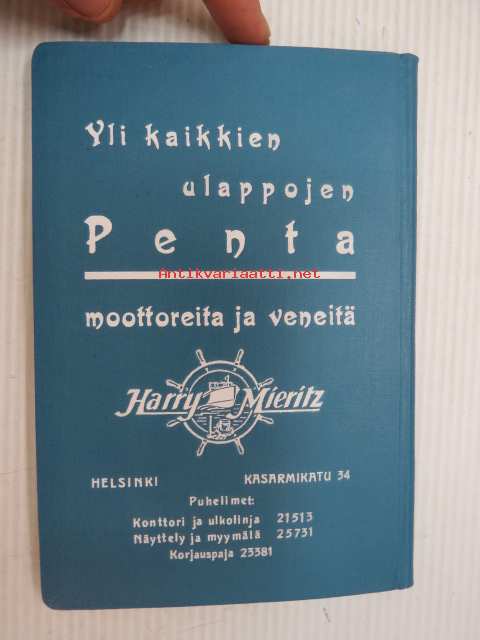 Yli kaikkien
ulappojen
Penta
Antikvariaatti.net
moottoreita ja veneitä
Harry Mieritz
HELSINKI KASARMIKATU 34
Puhelimet:
Konttori ja ulkolinja 21513
Näyttely ja myymälä 25731
Korjauspaja 23381